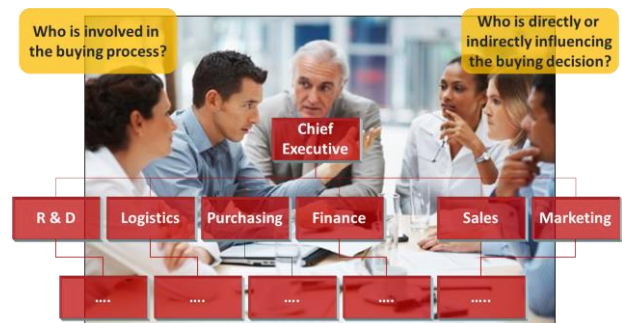 Who is involved in
the buying process?
Who is directly or
indirectly influencing
the buying decision?
Chief
Executive
R & D
Logistics
Purchasing
Finance
Sales
Marketing
....
....
....
....
.....